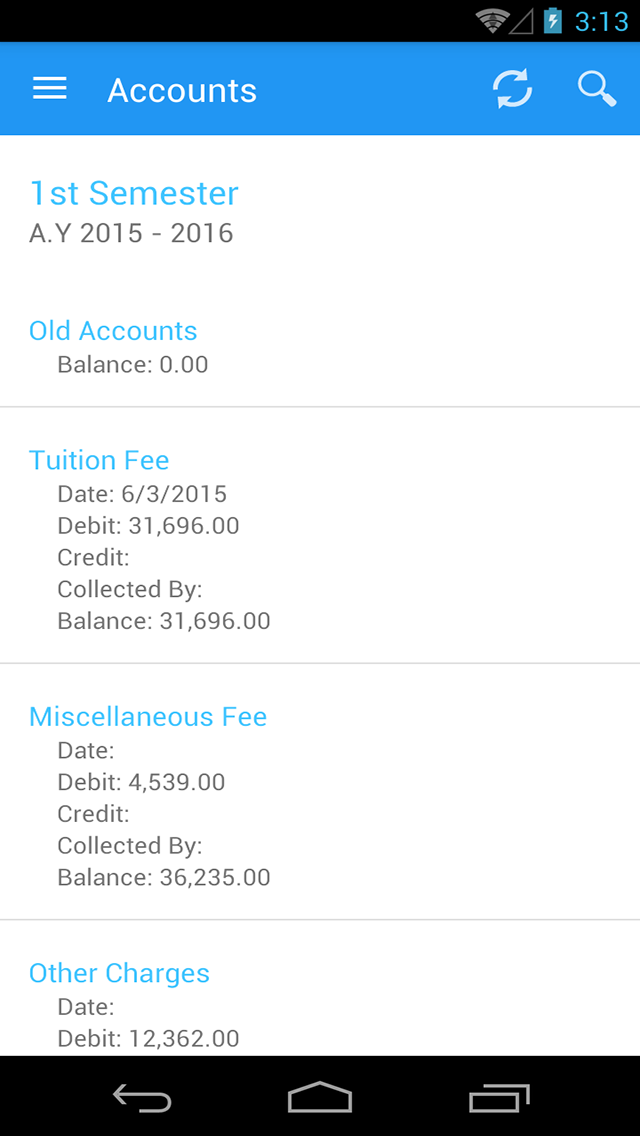 3:13
Accounts
1st Semester
A.Y 2015 - 2016
Old Accounts
Balance: 0.00
Tuition Fee
Date: 6/3/2015
Debit: 31,696.00
Credit:
Collected By:
Balance: 31,696.00
Miscellaneous Fee
Date:
Debit: 4,539.00
Credit:
Collected By:
Balance: 36,235.00
Other Charges
Date:
Debit: 12,362.00